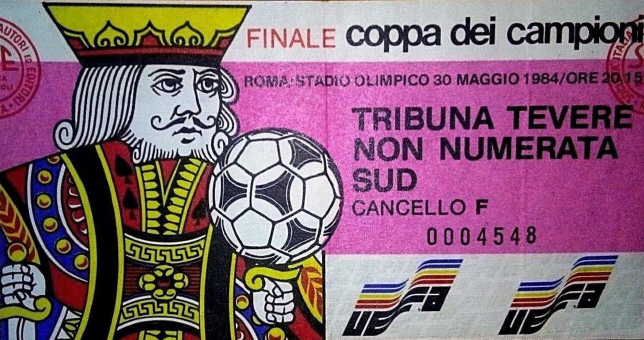 FINALE coppa dei campioni
ROMA: STADIO OLIMPICO 30 MAGGIO 1984/ORE 20,15
TRIBUNA TEVERE
NON NUMERATA
SUD
CANCELLO F
0004548
UEFA UEFA